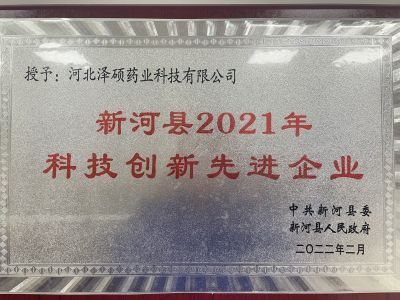 授予：河北泽硕药业科技有限公司
新河县2021年
科技创新先进企业
中共新河县委
新河县人民政府
二〇二二年二月